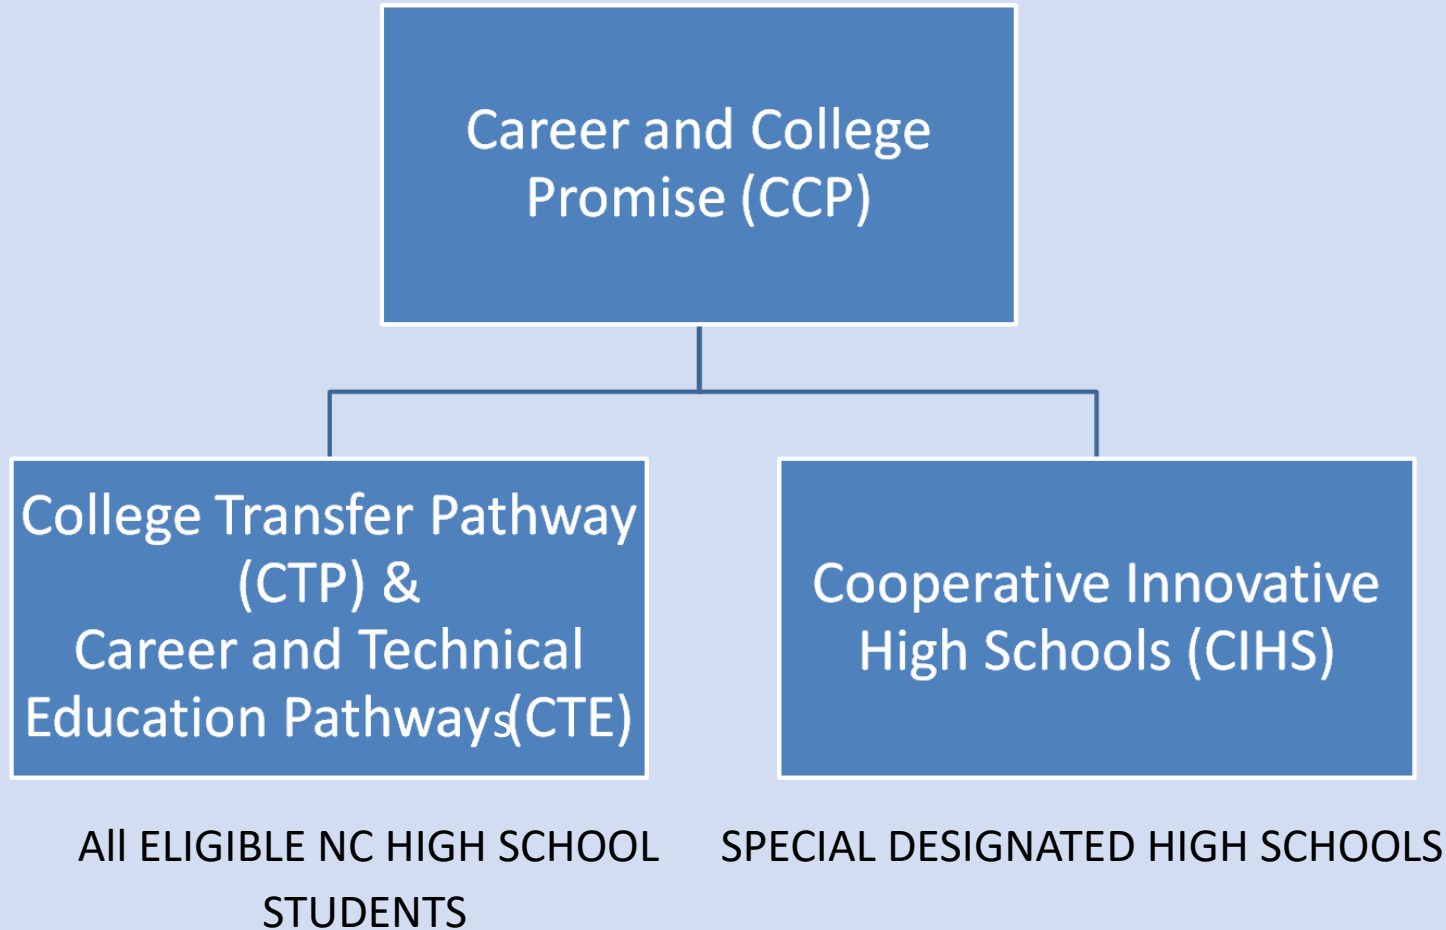 Career and College
Promise (CCP)
College Transfer Pathway
(CTP) &
Career and Technical
Education Pathways(CTE)
Cooperative Innovative
High Schools (CIHS)
All ELIGIBLE NC HIGH SCHOOL
STUDENTS
SPECIAL DESIGNATED HIGH SCHOOLS